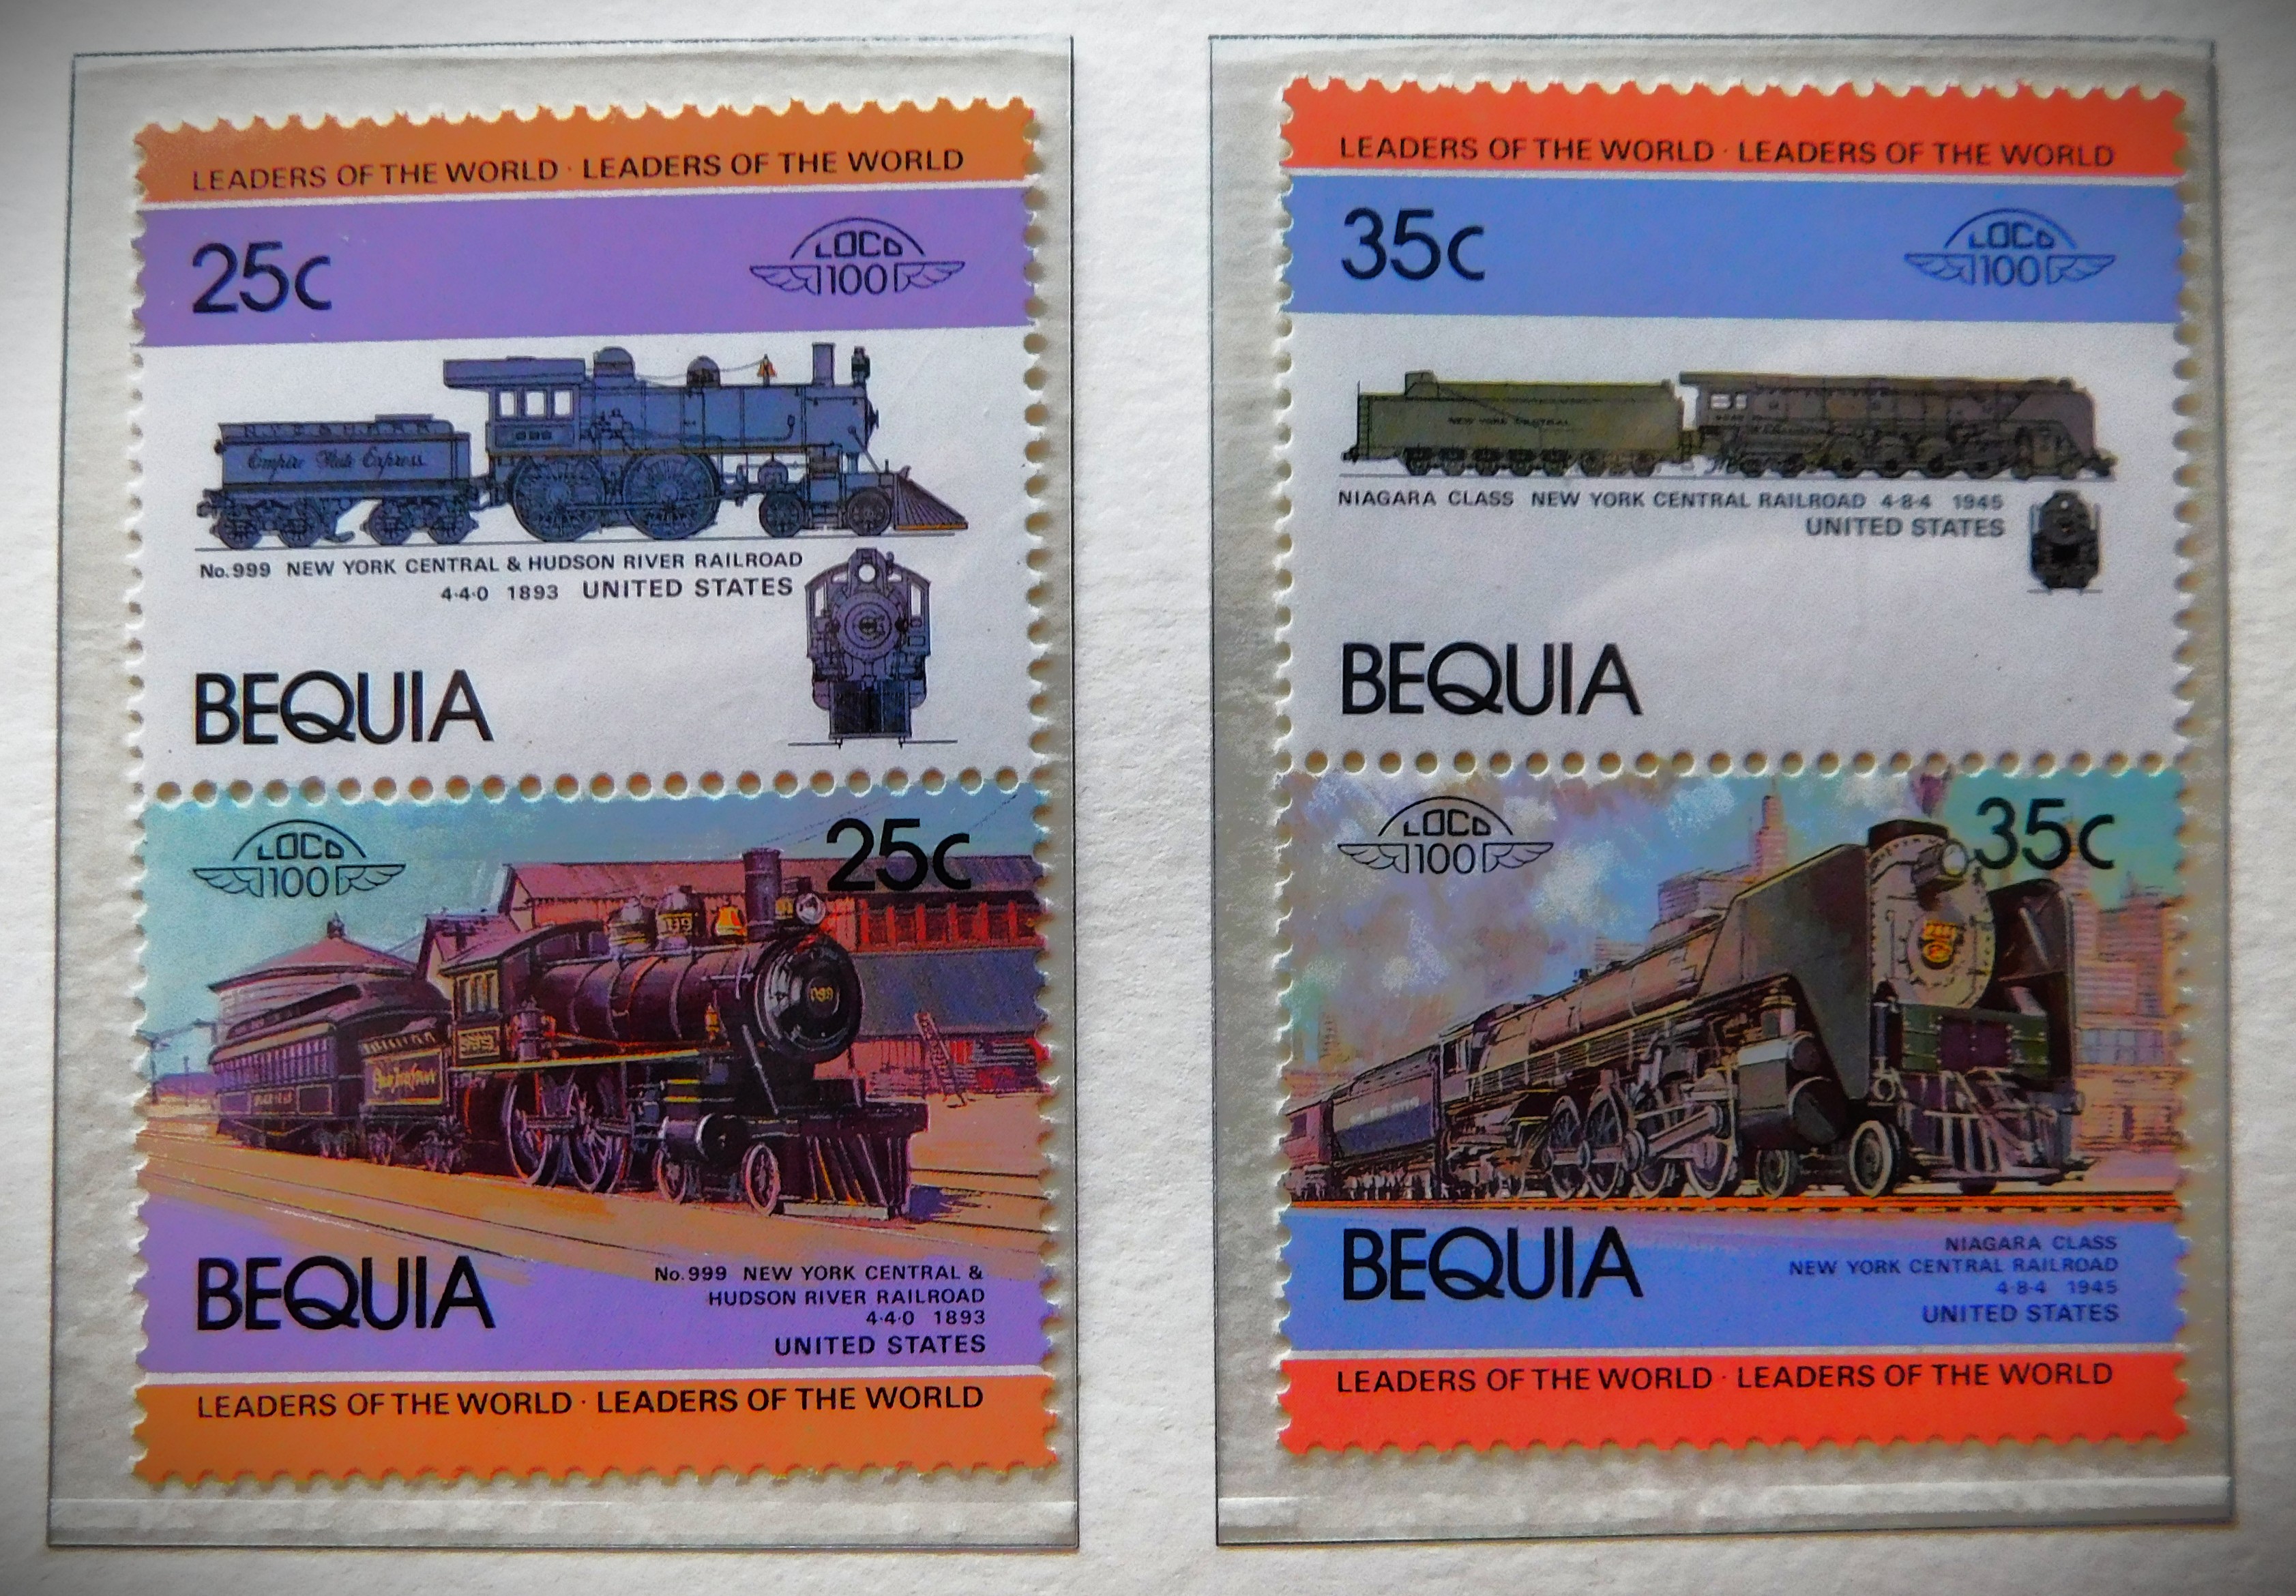 LEADERS OF THE WORLD · LEADERS OF THE WORLD
25c
LOCO
100
Empire State Express
No.999 NEW YORK CENTRAL & HUDSON RIVER RAILROAD
4·4·0 1893 UNITED STATES
BEQUIA
LOCO
100
25c
999
999
BEQUIA
No.999 NEW YORK CENTRAL &
HUDSON RIVER RAILROAD
4·4·0 1893
UNITED STATES
LEADERS OF THE WORLD · LEADERS OF THE WORLD
LEADERS OF THE WORLD · LEADERS OF THE WORLD
35c
LOCO
100
NEW YORK CENTRAL
NIAGARA CLASS NEW YORK CENTRAL RAILROAD 4·8·4 1945
UNITED STATES
BEQUIA
LOCO
100
35c
BEQUIA
NIAGARA CLASS
NEW YORK CENTRAL RAILROAD
4·8·4 1945
UNITED STATES
LEADERS OF THE WORLD · LEADERS OF THE WORLD